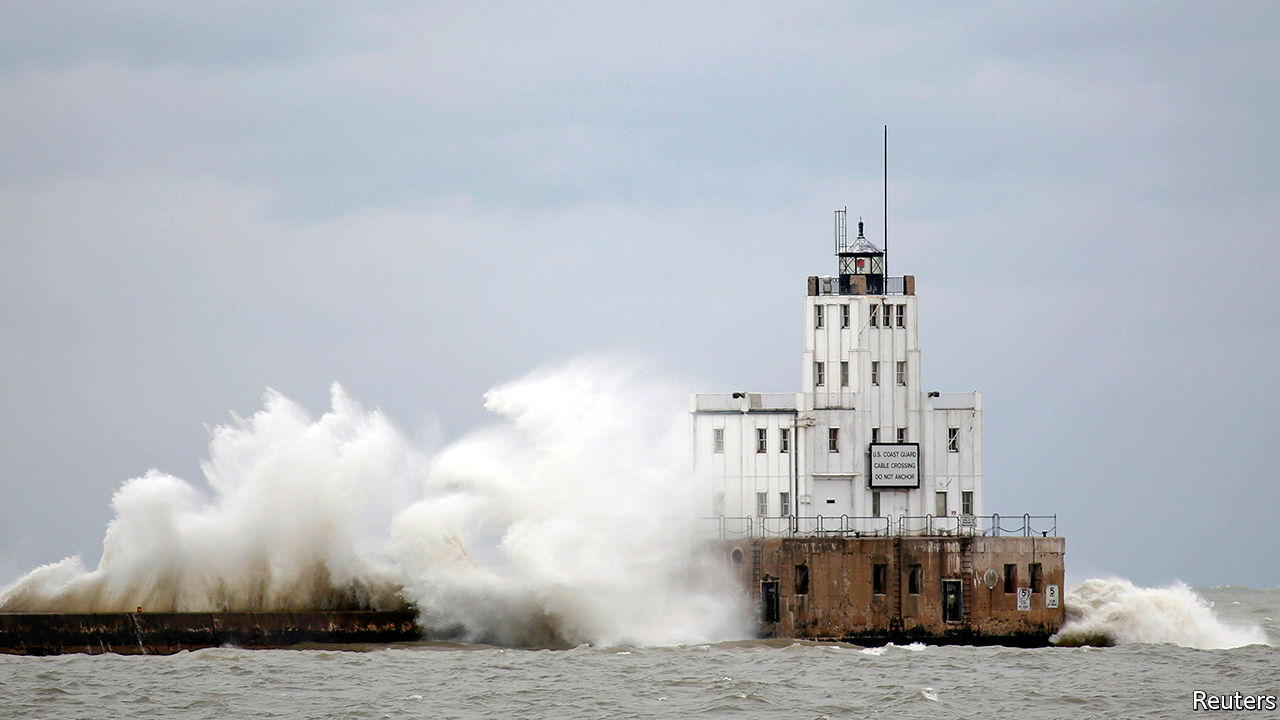 U.S. COAST GUARD
CABLE CROSSING
DO NOT ANCHOR
5
5
Reuters